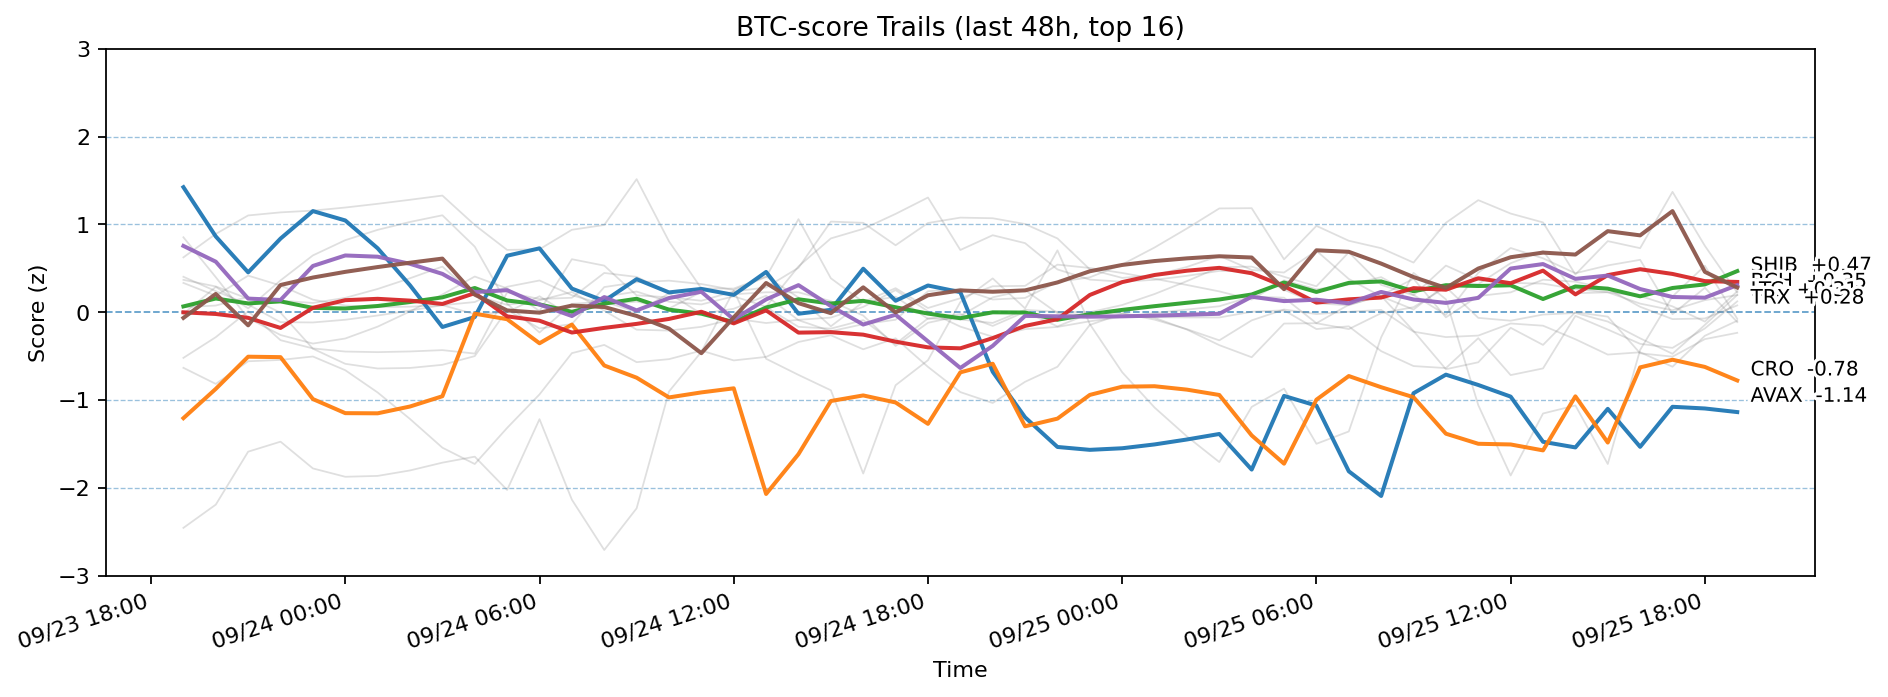 BTC-score Trails (last 48h, top 16)
Score (z)
3
2
1
0
−1
−2
−3
SHIB +0.47
TRX +0.28
CRO -0.78
AVAX -1.14
09/23 18:00
09/24 00:00
09/24 06:00
09/24 12:00
09/24 18:00
09/25 00:00
09/25 06:00
09/25 12:00
09/25 18:00
Time